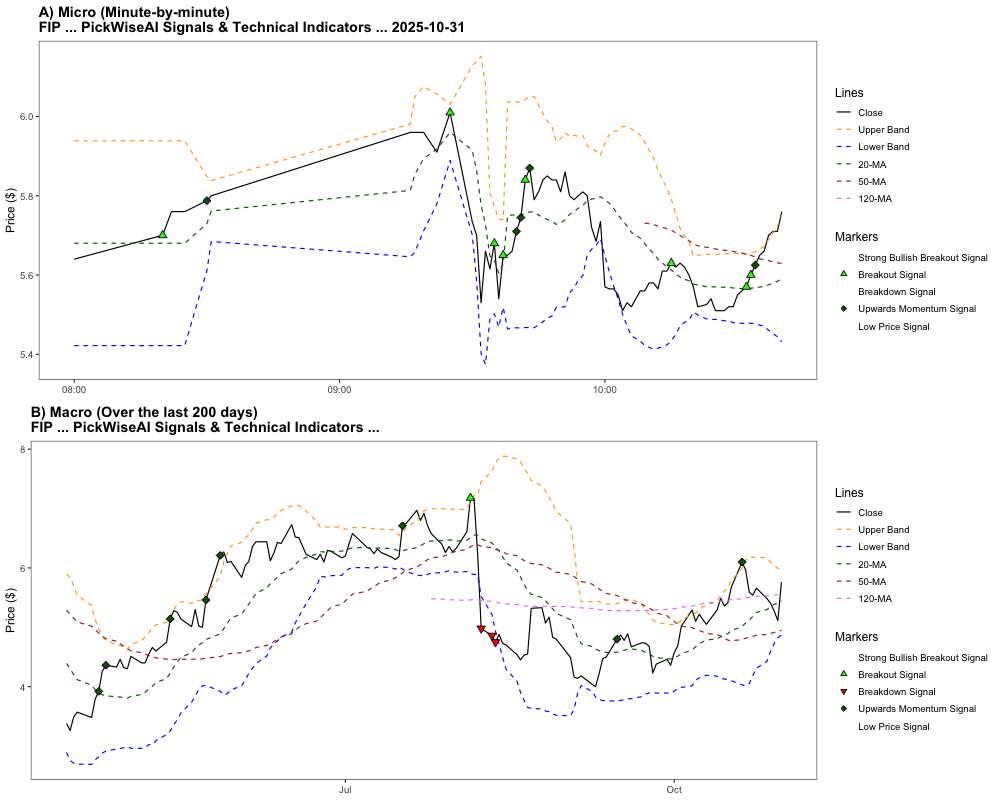 A) Micro (Minute-by-minute)
FIP ... PickWiseAI Signals & Technical Indicators ... 2025-10-31
Price ($)
6.0
5.8
5.6
5.4
08:00
09:00
10:00
Lines
Close
Upper Band
Lower Band
20-MA
50-MA
120-MA
Markers
Strong Bullish Breakout Signal
Breakout Signal
Breakdown Signal
Upwards Momentum Signal
Low Price Signal
B) Macro (Over the last 200 days)
FIP ... PickWiseAI Signals & Technical Indicators ...
Price ($)
8
6
4
Jul
Oct
Lines
Close
Upper Band
Lower Band
20-MA
50-MA
120-MA
Markers
Strong Bullish Breakout Signal
Breakout Signal
Breakdown Signal
Upwards Momentum Signal
Low Price Signal